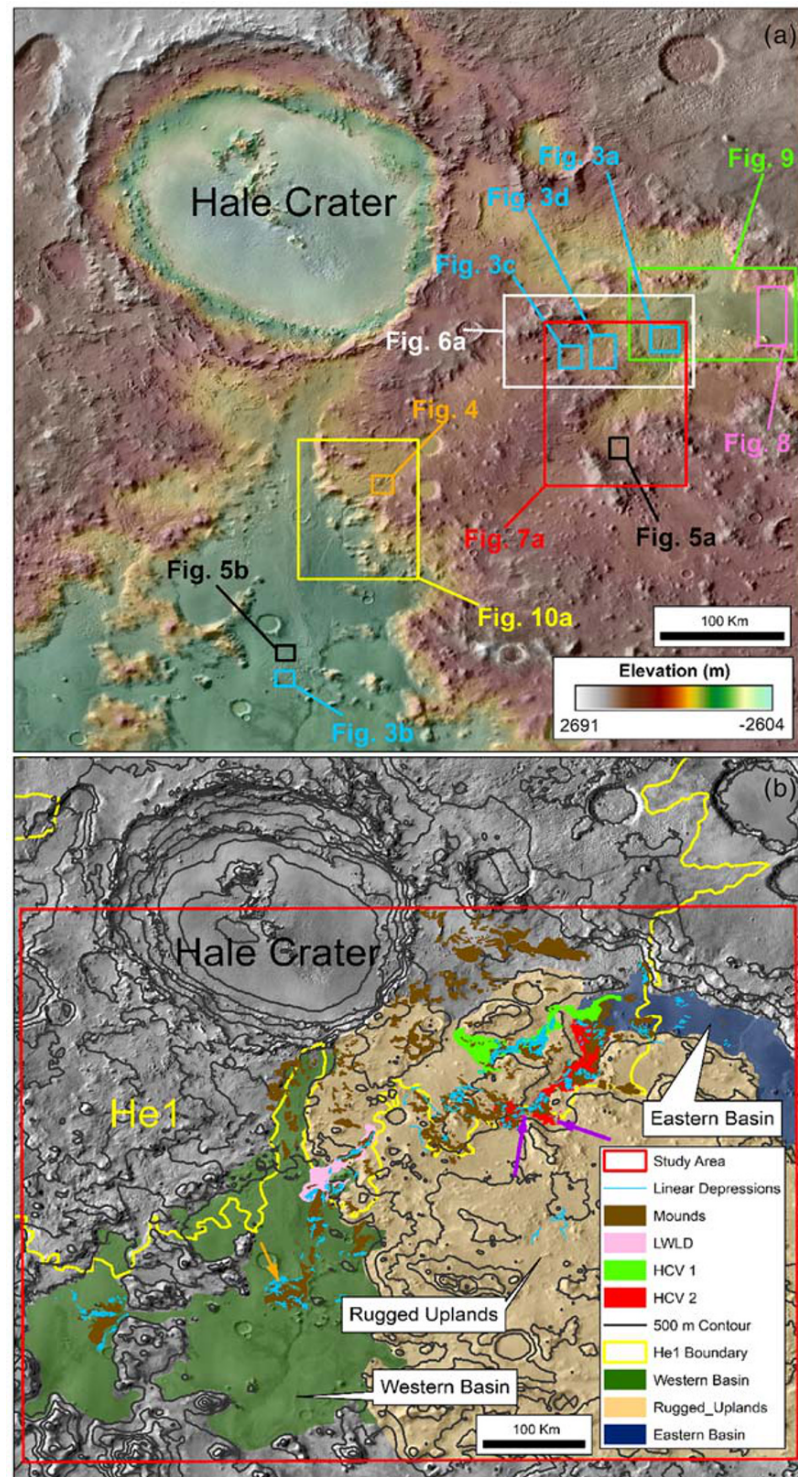 (a)
Fig. 3a
Fig. 9
Fig. 3d
Hale Crater
Fig. 3c
Fig. 6a
Fig. 4
Fig. 8
Fig. 7a
Fig. 5a
Fig. 5b
Fig. 10a
100 Km
Elevation (m)
2691
-2604
Fig. 3b
(b)
Hale Crater
He1
Eastern Basin
Study Area
Linear Depressions
Mounds
LWLD
HCV 1
HCV 2
500 m Contour
He1 Boundary
Western Basin
Rugged_Uplands
Eastern Basin
Rugged Uplands
Western Basin
100 Km